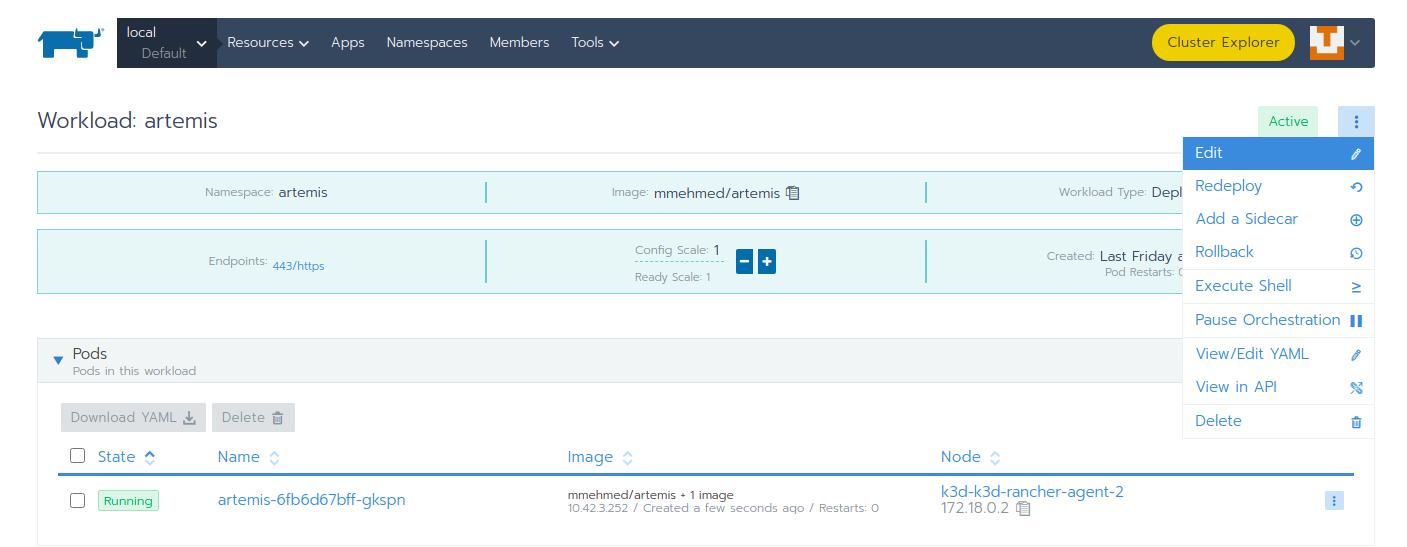 local
Default
Resources
Apps
Namespaces
Members
Tools
Cluster Explorer
Workload: artemis
Active
Edit
Redeploy
Add a Sidecar
Rollback
Execute Shell
Pause Orchestration
View/Edit YAML
View in API
Delete
Namespace: artemis
Image: mmehmed/artemis
Workload Type:
Endpoints: 443/https
Config Scale: 1
Ready Scale: 1
Created: Last Friday
Pod Restarts:
Pods
Pods in this workload
Download YAML
Delete
State
Name
Image
Node
Running
artemis-6fb6d67bff-gkspn
mmehmed/artemis + 1 image
10.42.3.252 / Created a few seconds ago / Restarts: 0
k3d-k3d-rancher-agent-2
172.18.0.2